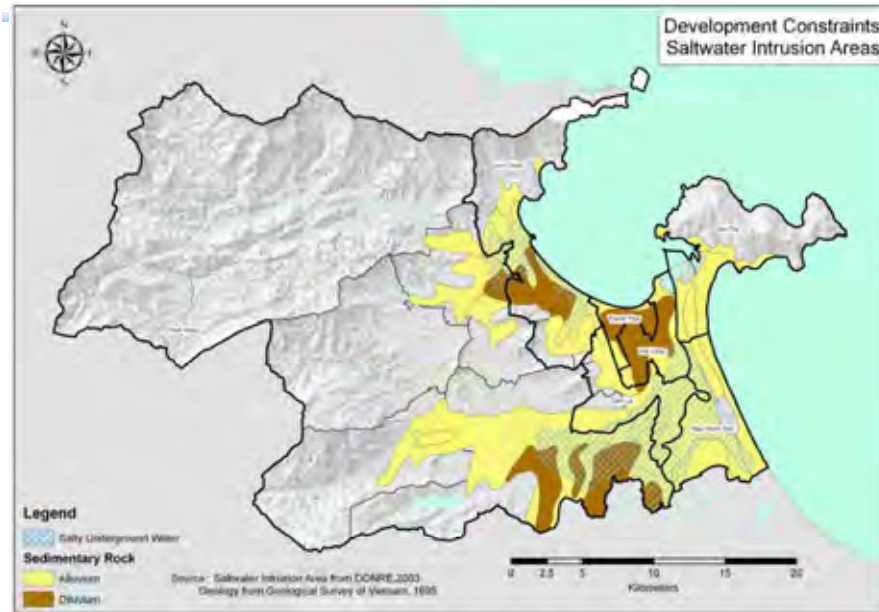 Development Constraints
Saltwater Intrusion Areas
N
Legend
Salty Underground Water
Sedimentary Rock
Alluvium
Diluvium
Source : Saltwater Intrusion Area from DONRE,2003
Geology from Geological Survey of Vietnam, 1695
0 2.5 5 10 15 20
Kilometers